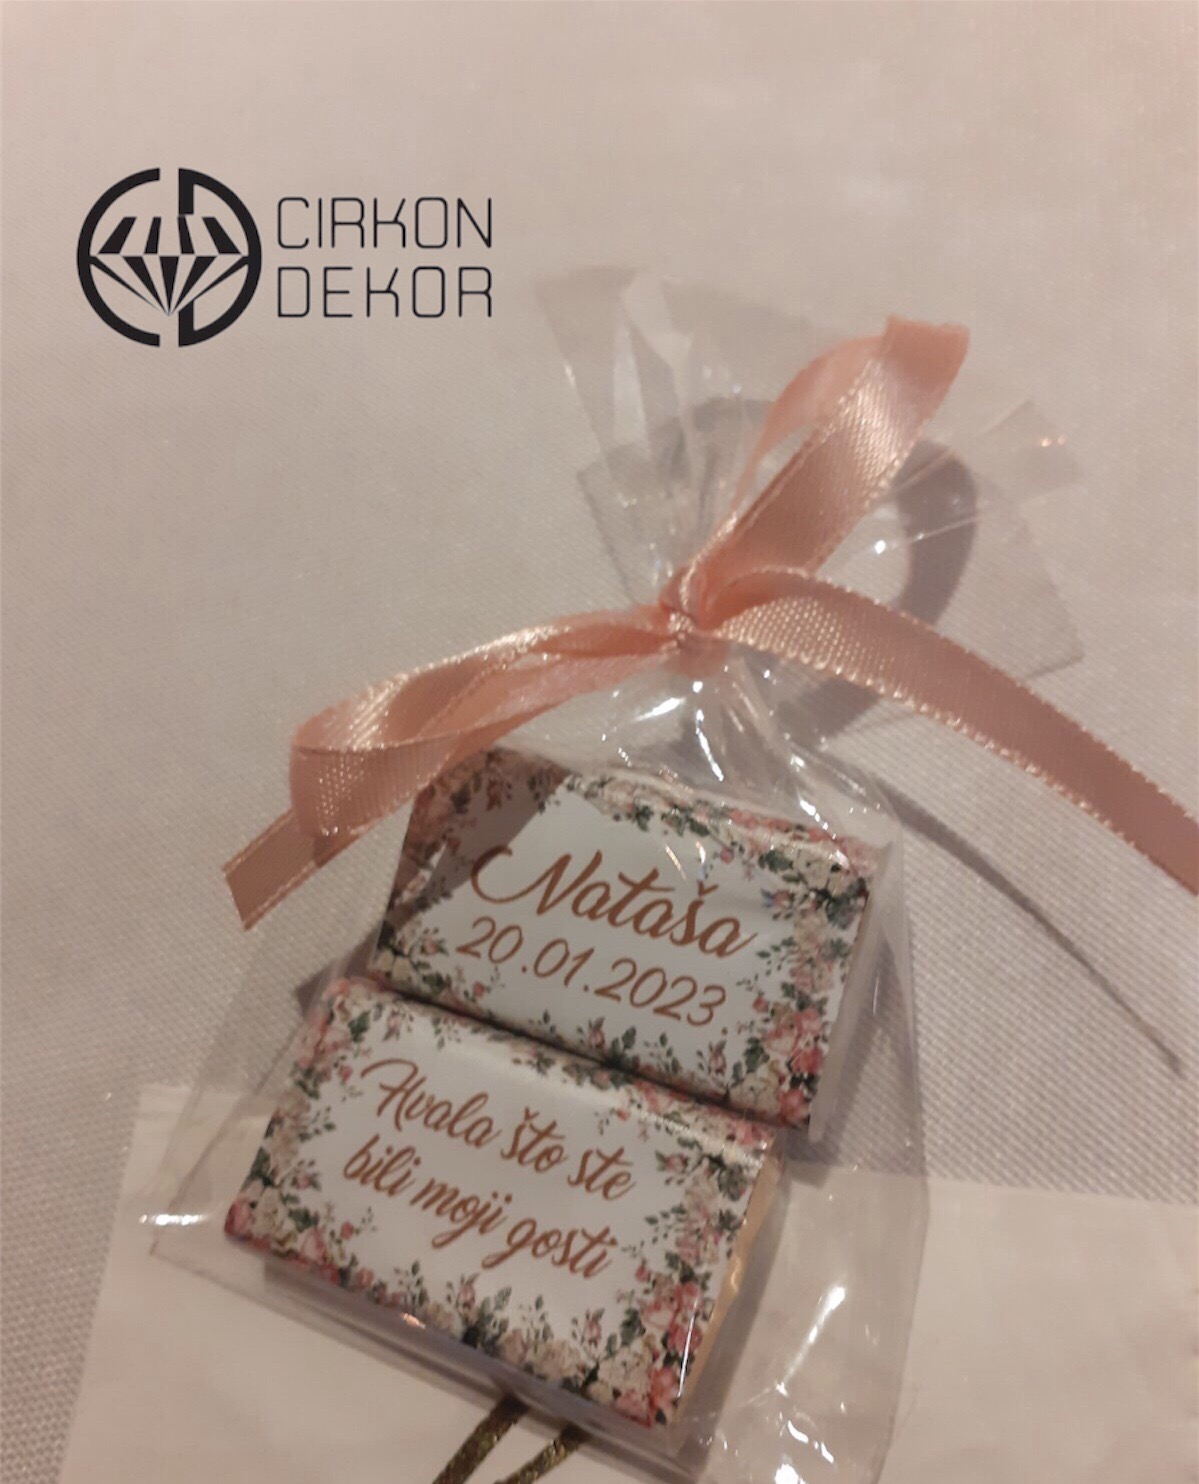 CIRKON
DEKOR
Nataša
20.01.2023
Hvala što ste
bili moji gosti